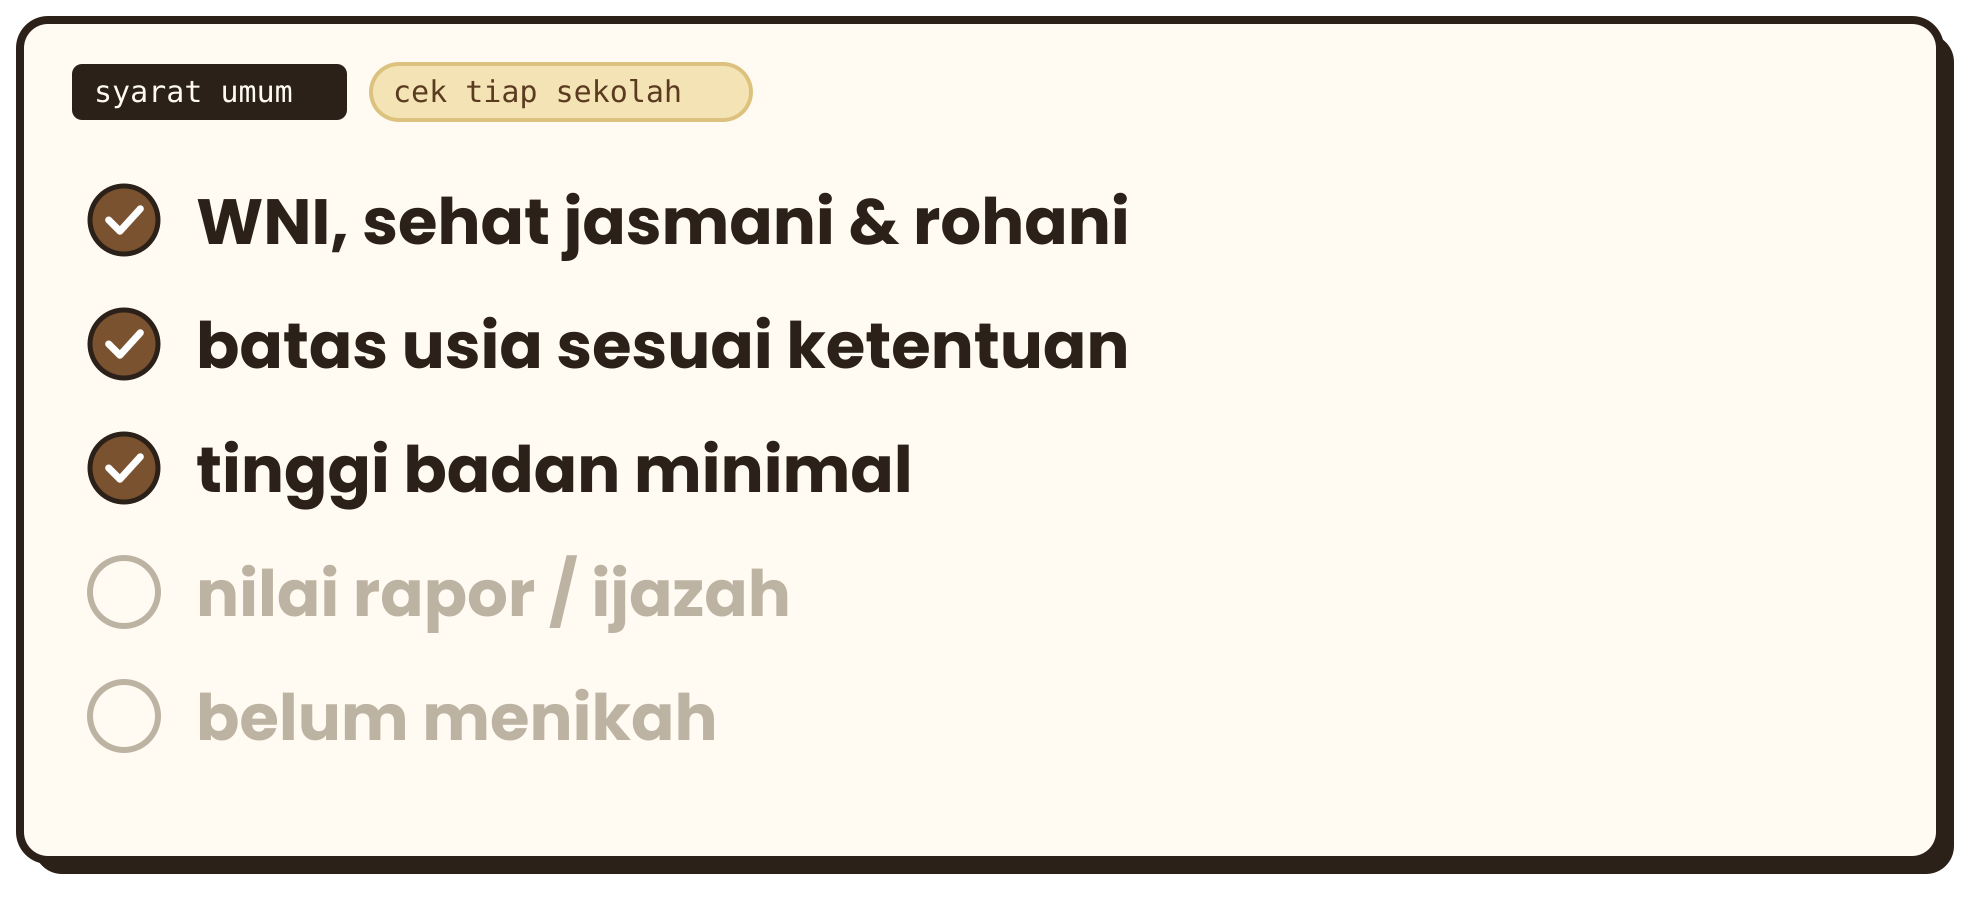 syarat umum
cek tiap sekolah
WNI, sehat jasmani & rohani
batas usia sesuai ketentuan
tinggi badan minimal
nilai rapor / ijazah
belum menikah